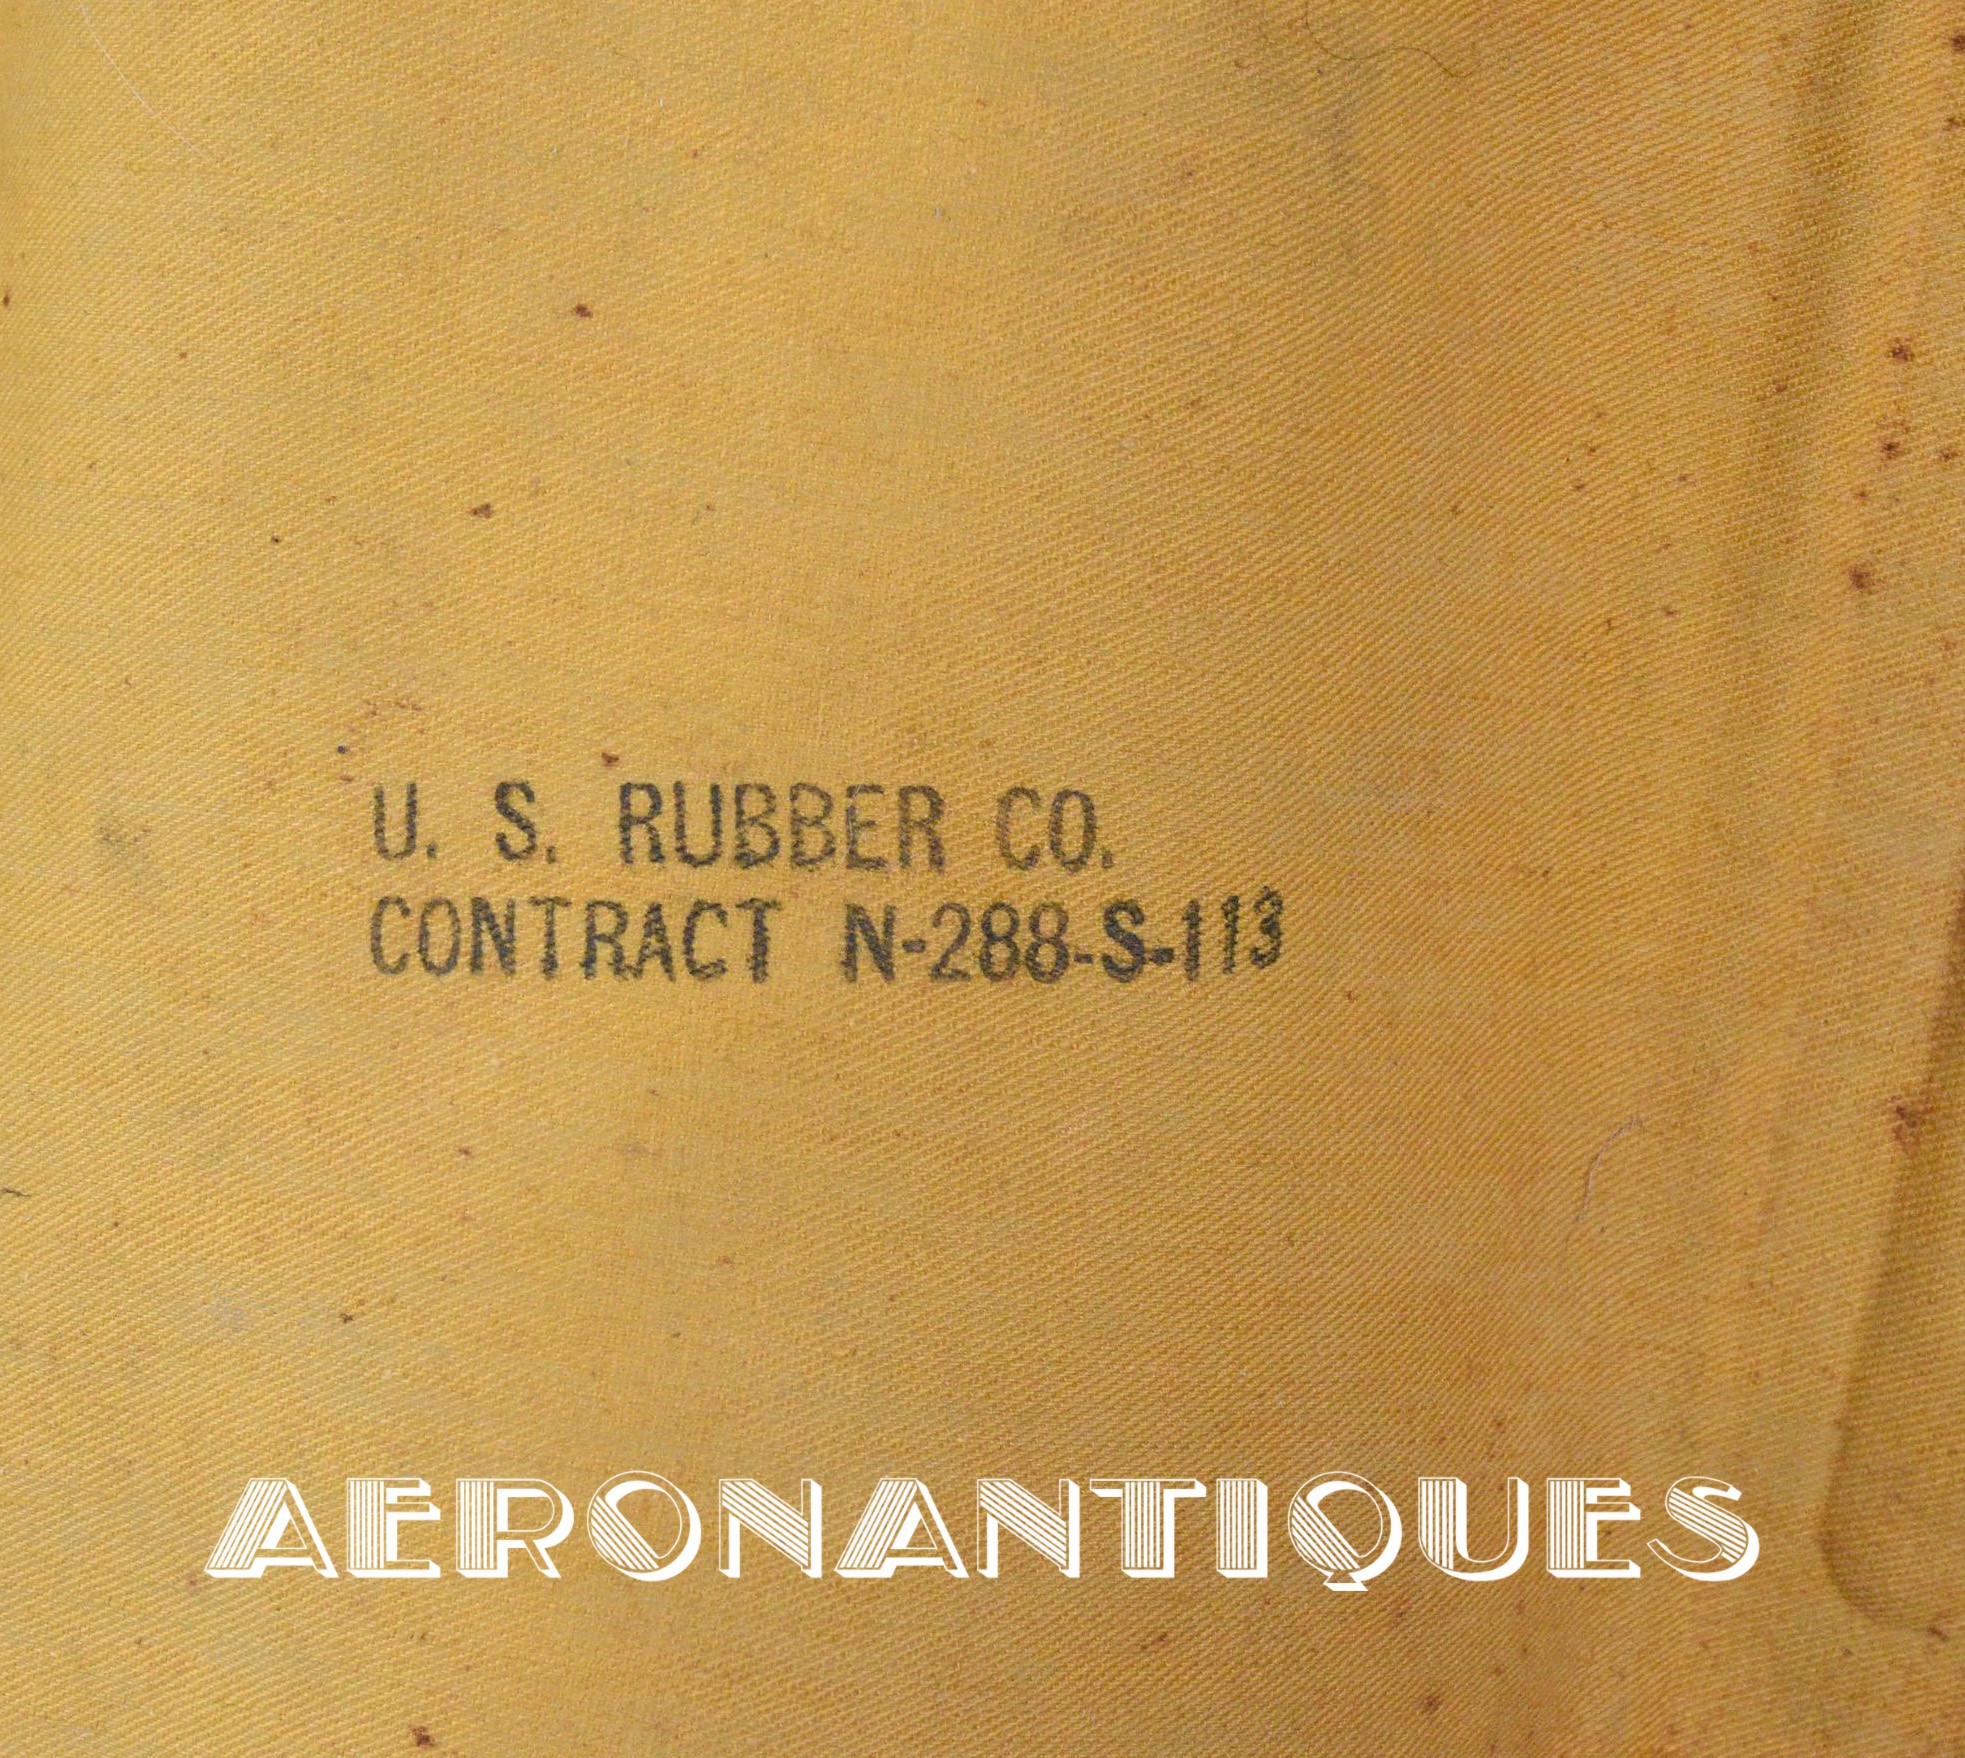 U. S. RUBBER CO.
CONTRACT N-288-S-113
AERONANTIQUES